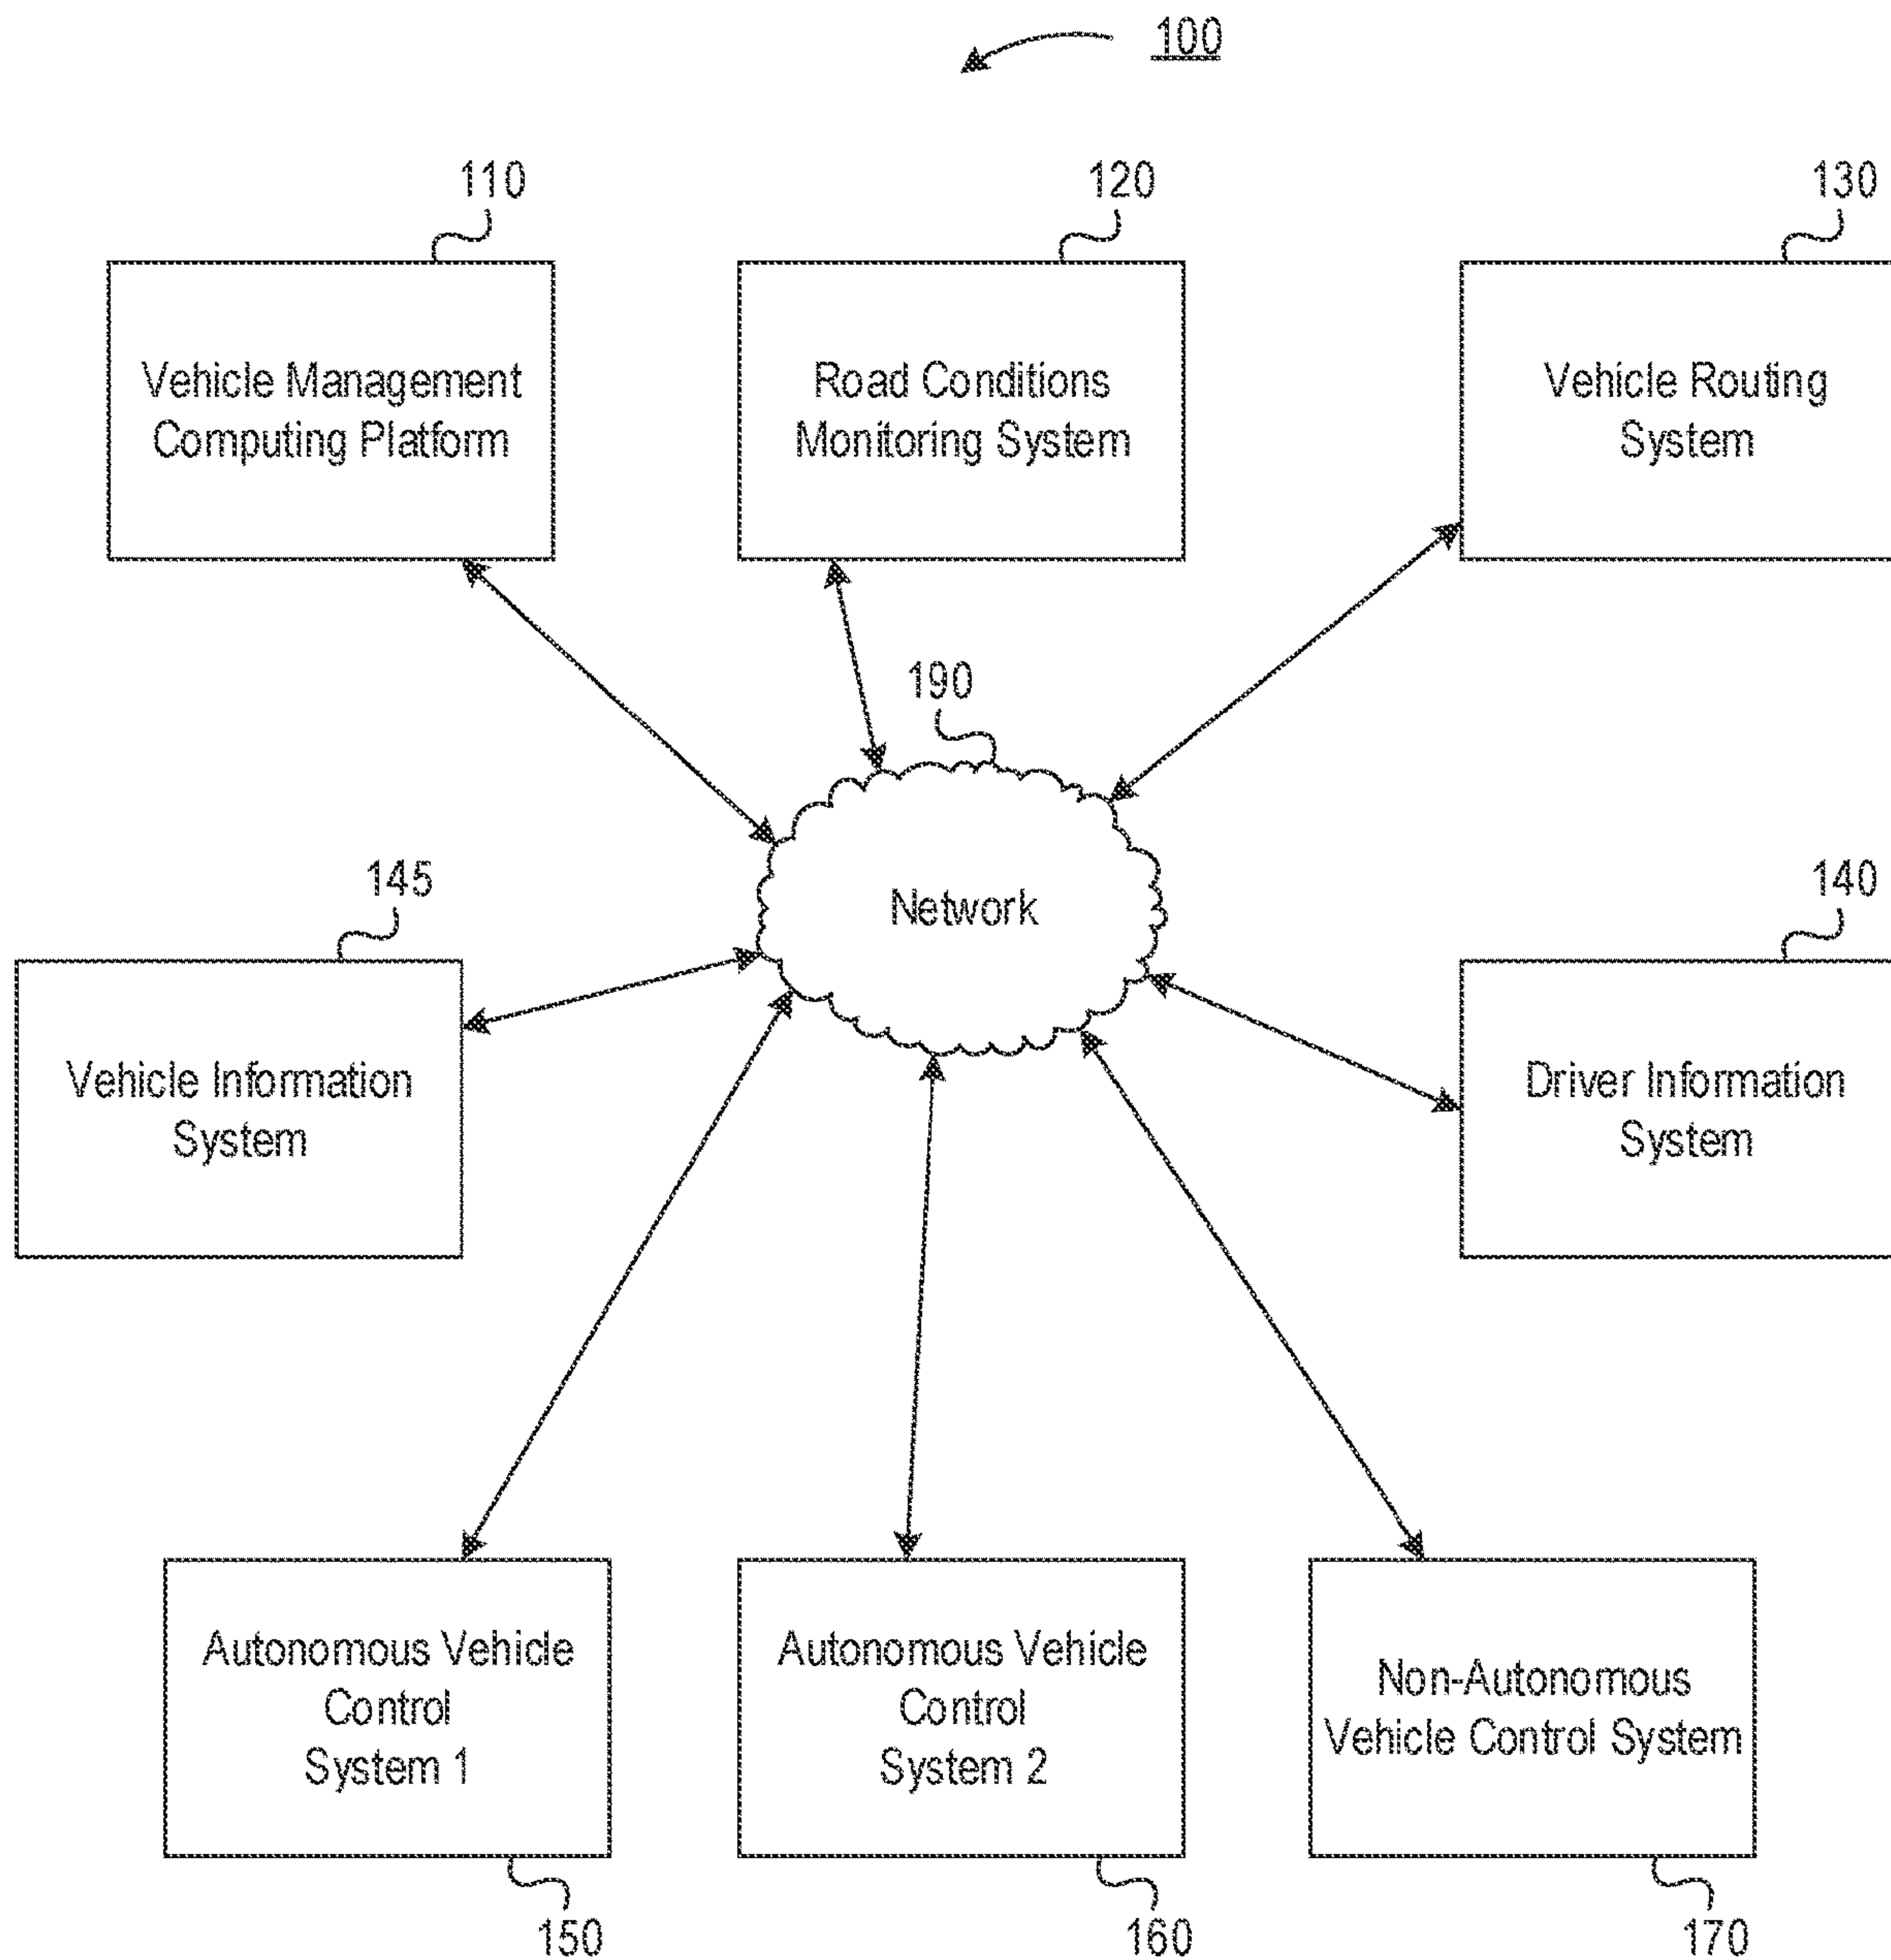 100
110
120
130
Vehicle Management
Computing Platform
Road Conditions
Monitoring System
Vehicle Routing
System
190
145
Network
140
Vehicle Information
System
Driver Information
System
Autonomous Vehicle
Control
System 1
Autonomous Vehicle
Control
System 2
Non-Autonomous
Vehicle Control System
150
160
170